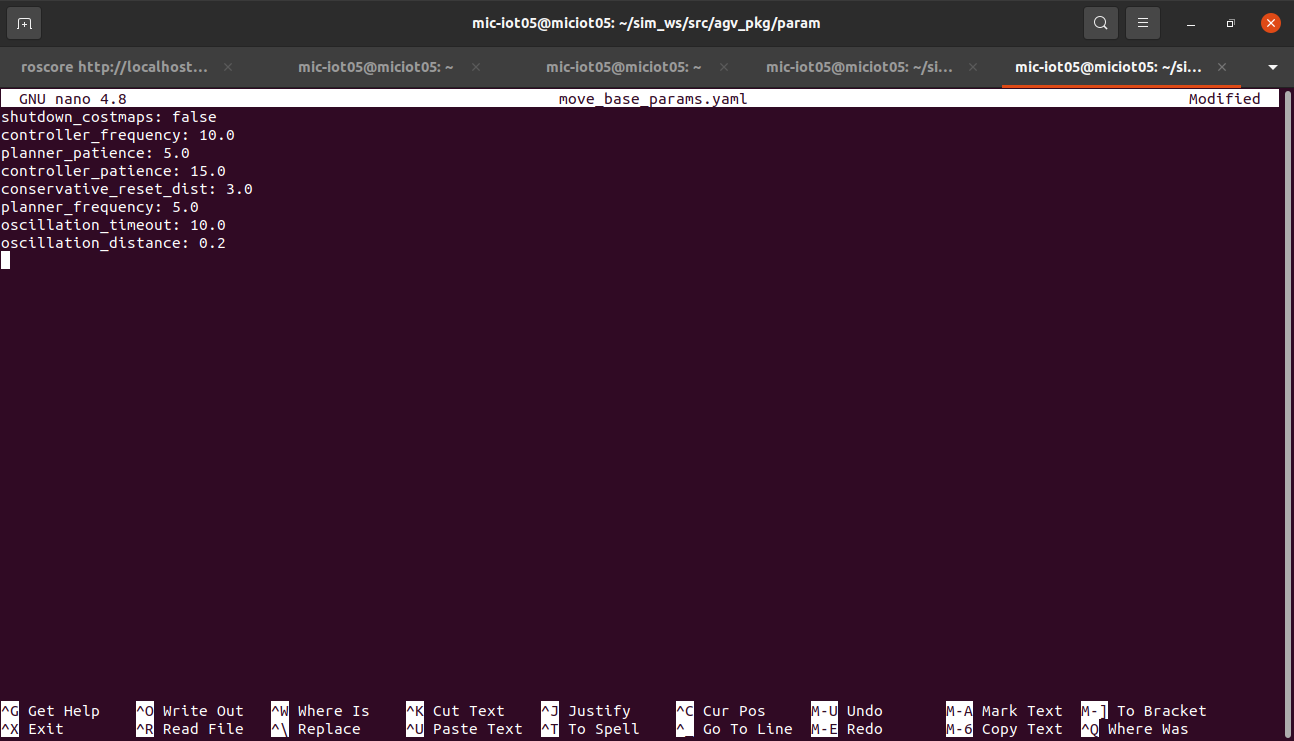 mic-iot05@miciot05: ~/sim_ws/src/agv_pkg/param
roscore http://localhost... × mic-iot05@miciot05: ~ × mic-iot05@miciot05: ~ × mic-iot05@miciot05: ~/si... × mic-iot05@miciot05: ~/si... ×
GNU nano 4.8 move_base_params.yaml Modified
shutdown_costmaps: false
controller_frequency: 10.0
planner_patience: 5.0
controller_patience: 15.0
conservative_reset_dist: 3.0
planner_frequency: 5.0
oscillation_timeout: 10.0
oscillation_distance: 0.2
^G Get Help ^O Write Out ^W Where Is ^K Cut Text ^J Justify ^C Cur Pos M-U Undo M-A Mark Text M-] To Bracket
^X Exit ^R Read File ^\ Replace ^U Paste Text ^T To Spell ^_ Go To Line M-E Redo M-6 Copy Text ^Q Where Was